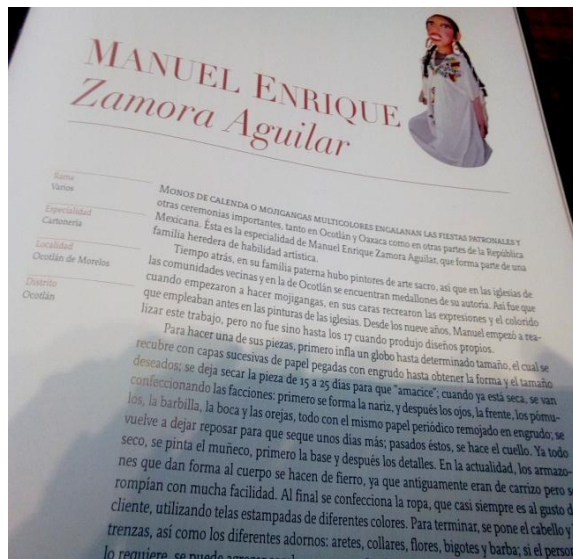 MANUEL ENRIQUE
Zamora Aguilar
Rama
Varios
Especialidad
Cartonería
Localidad
Ocotlán de Morelos
Distrito
Ocotlán
MONOS DE CALENDA O MOJIGANGAS MULTICOLORES ENGALANAN LAS FIESTAS PATRONALES Y
otras ceremonias importantes, tanto en Ocotlán y Oaxaca como en otras partes de la República
Mexicana. Ésta es la especialidad de Manuel Enrique Zamora Aguilar, que forma parte de una
familia heredera de habilidad artística.
Tiempo atrás, en su familia paterna hubo pintores de arte sacro, así que en las iglesias de
las comunidades vecinas y en la de Ocotlán se encuentran medallones de su autoría. Así fue que
cuando empezaron a hacer mojigangas, en sus caras recrearon las expresiones y el colorido
que empleaban antes en las pinturas de las iglesias. Desde los nueve años, Manuel empezó a rea-
lizar este trabajo, pero no fue sino hasta los 17 cuando produjo diseños propios.
Para hacer una de sus piezas, primero infla un globo hasta determinado tamaño, el cual se
recubre con capas sucesivas de papel pegadas con engrudo hasta obtener la forma y el tamaño
deseados; se deja secar la pieza de 15 a 25 días para que "amacice"; cuando ya está seca, se van
confeccionando las facciones: primero se forma la nariz, y después los ojos, la frente, los pómu-
los, la barbilla, la boca y las orejas, todo con el mismo papel periódico remojado en engrudo; se
vuelve a dejar reposar para que seque unos días más; pasados éstos, se hace el cuello. Ya todo
seco, se pinta el muñeco, primero la base y después los detalles. En la actualidad, los armazo-
nes que dan forma al cuerpo se hacen de fierro, ya que antiguamente eran de carrizo pero s
rompían con mucha facilidad. Al final se confecciona la ropa, que casi siempre es al gusto d
cliente, utilizando telas estampadas de diferentes colores. Para terminar, se pone el cabello y
trenzas, así como los diferentes adornos: aretes, collares, flores, bigotes y barba; si el perso
lo requiere, se puede